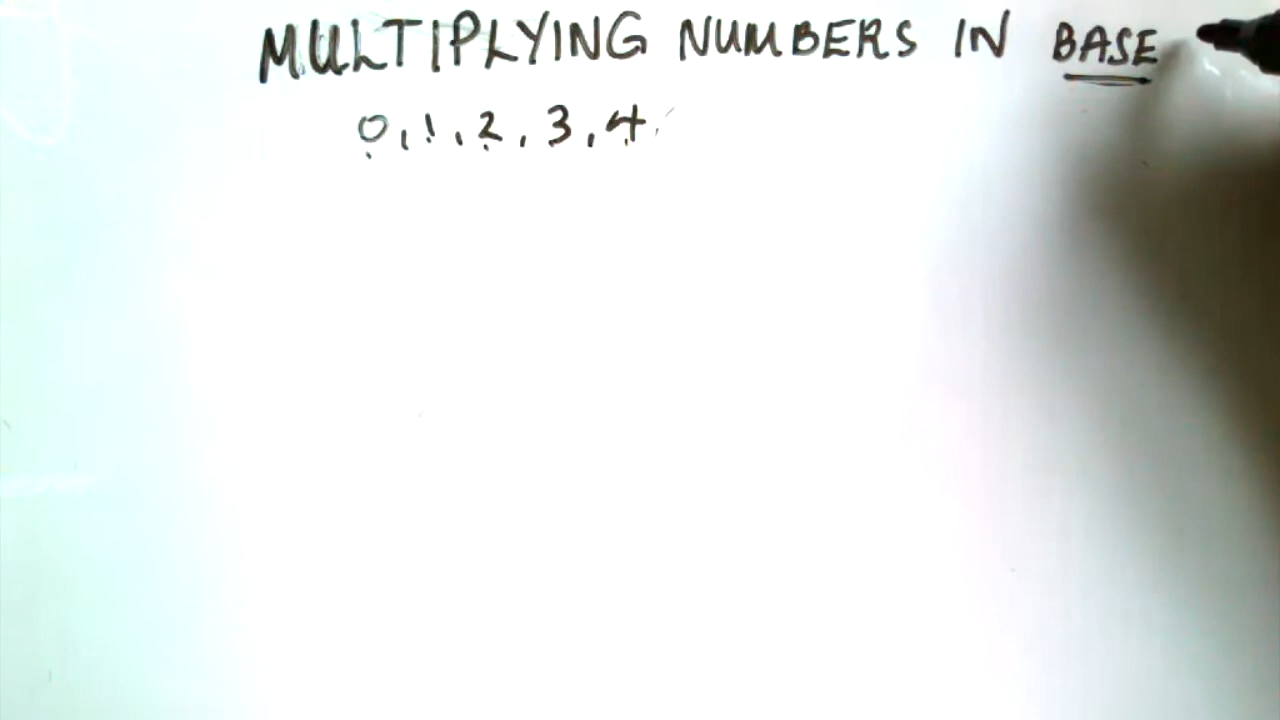 MULTIPLYING NUMBERS IN BASE
0, 1, 2, 3, 4